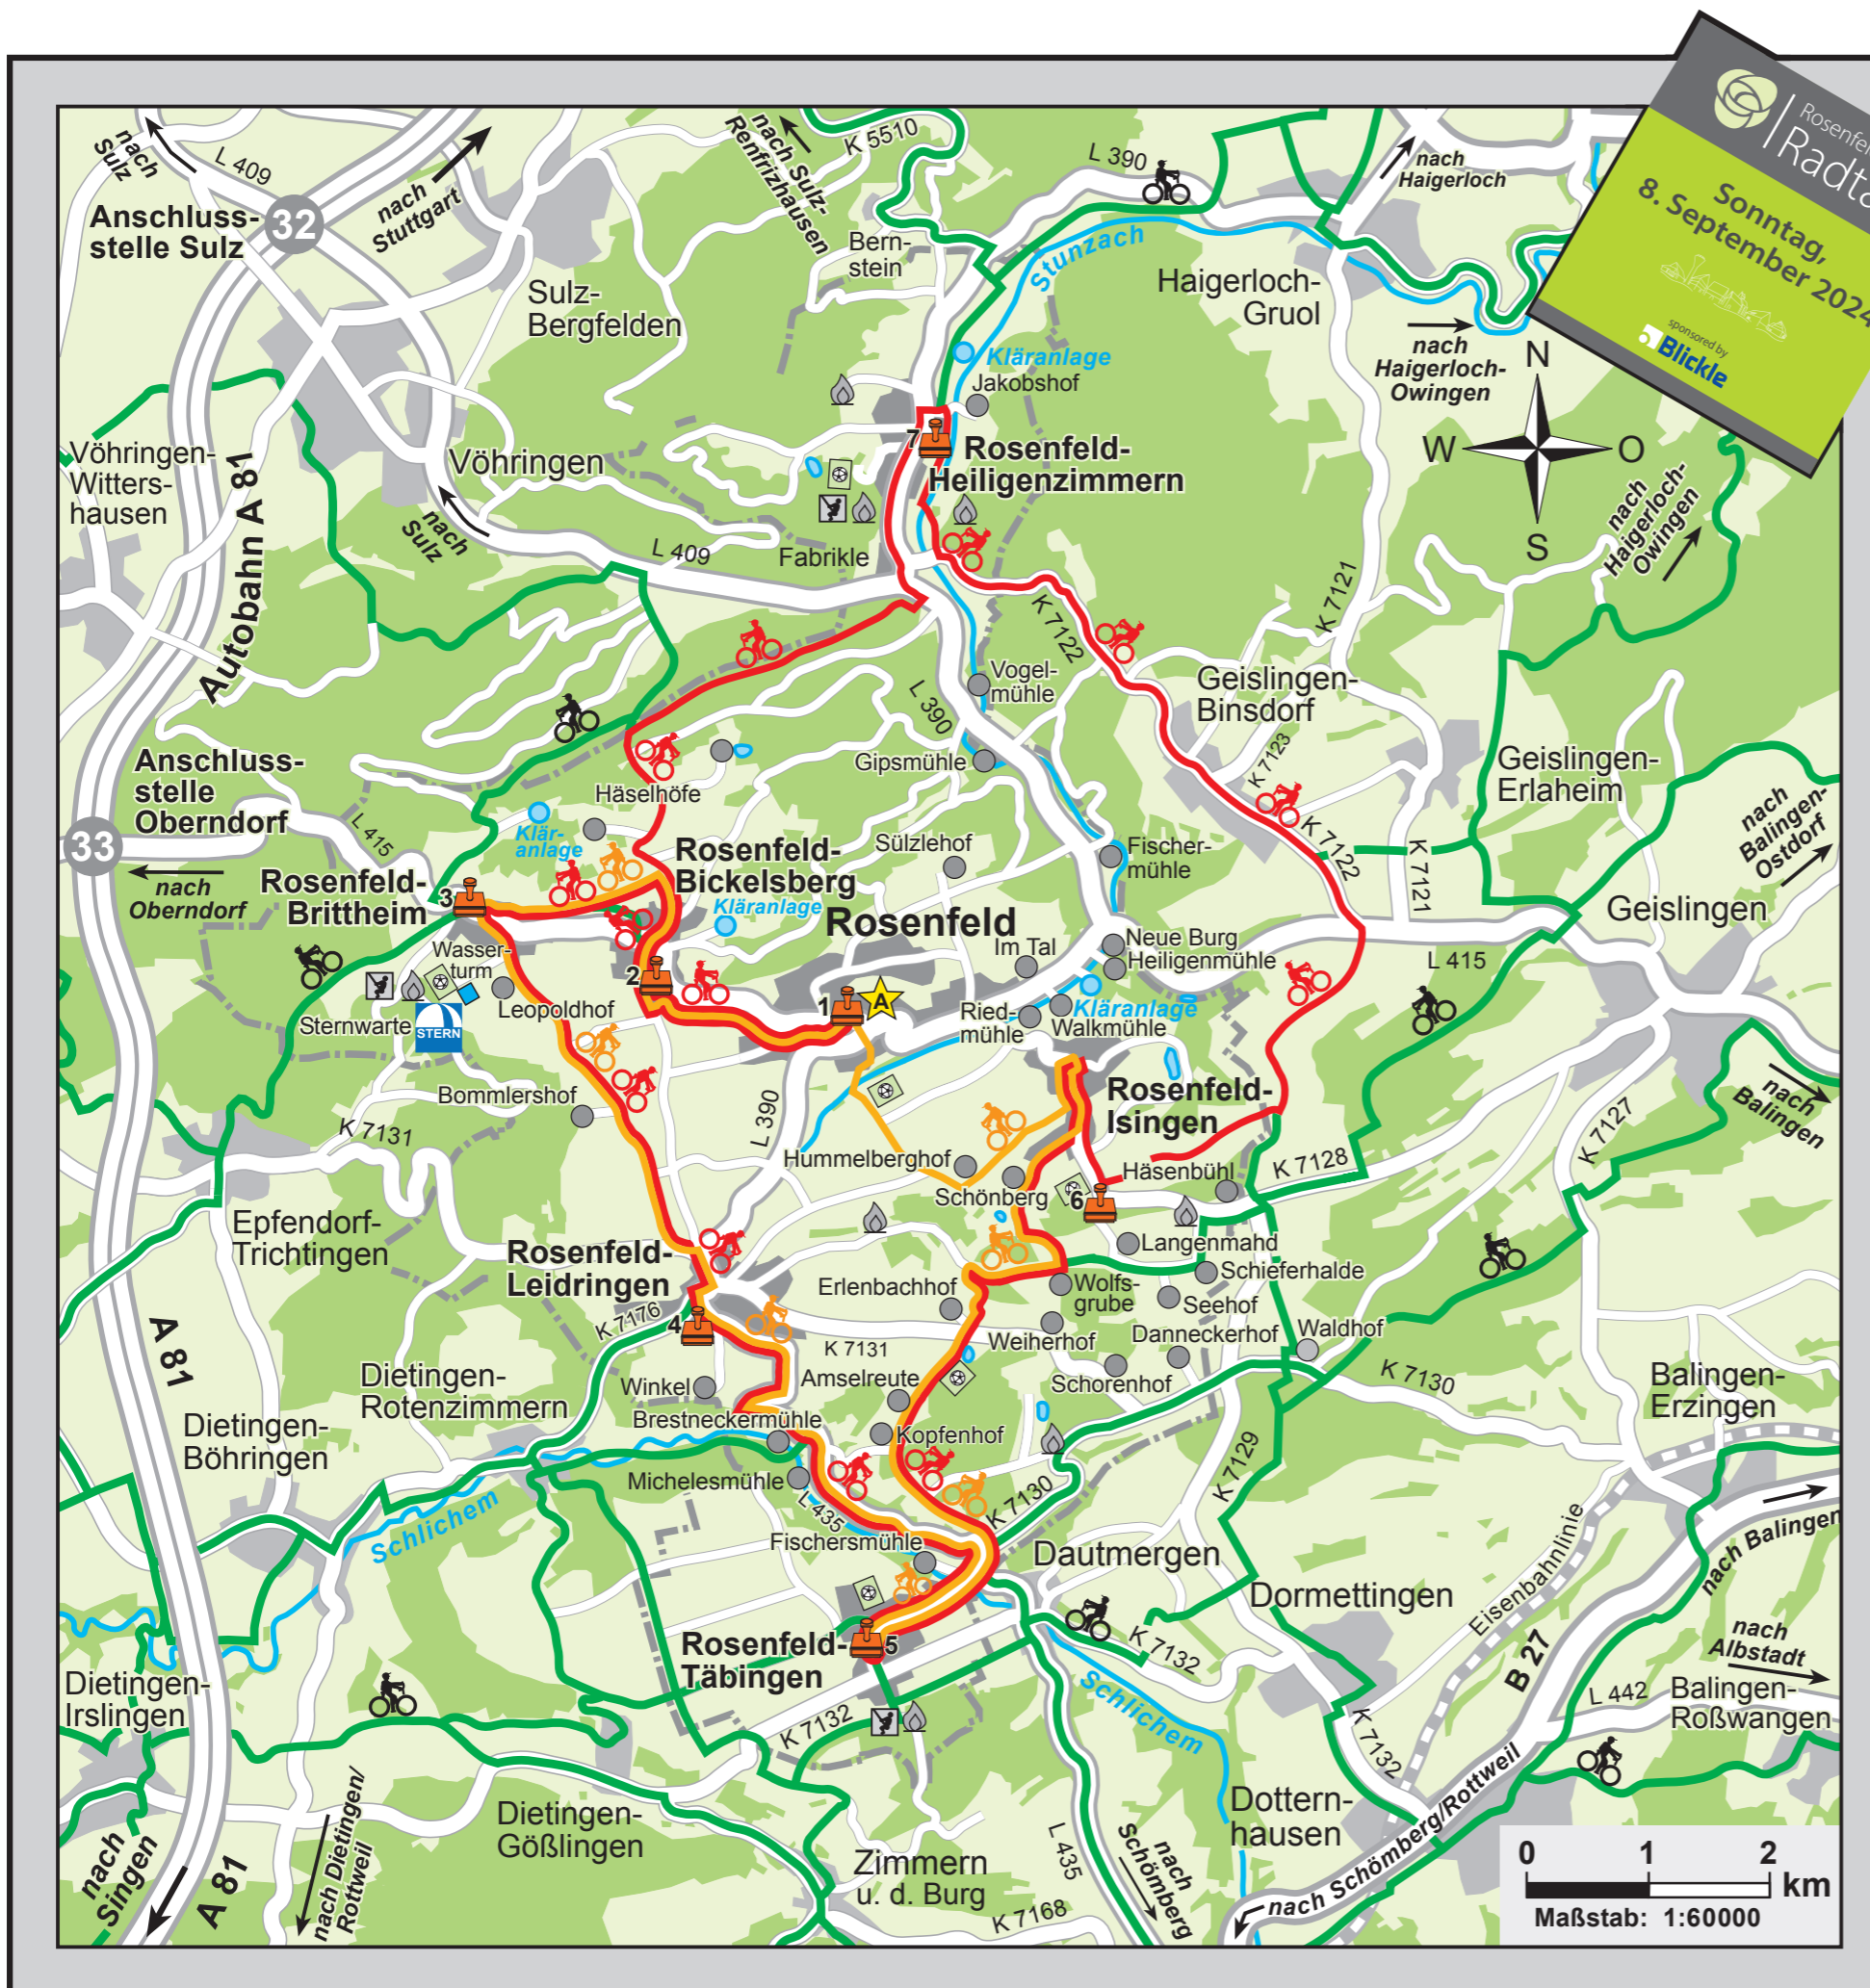 Rosenfel
Radta
Sonntag,
8. September 2024
sponsored by
Blickle
nach
Sulz
L 409
Anschluss-
stelle Sulz
32
nach
Stuttgart
nach Sulz-
Renfrizhausen
K 5510
L 390
nach
Haigerloch
Bern-
stein
Stunzach
Haigerloch-
Gruol
Sulz-
Bergfelden
nach
Haigerloch-
Owingen
N
W
O
S
Kläranlage
Jakobshof
7
Rosenfeld-
Heiligenzimmern
Vöhringen-
Witters-
hausen
Vöhringen
nach
Sulz
L 409
Fabrikle
Autobahn A 81
nach
Haigerloch-
Owingen
K 7121
K 7122
Vogel-
mühle
L 390
Geislingen-
Binsdorf
K 7123
Gipsmühle
Geislingen-
Erlaheim
Anschluss-
stelle
Oberndorf
33
L 415
nach
Oberndorf
Häselhöfe
Klär-
anlage
Sülzlehof
Fischer-
mühle
K 7122
K 7121
nach
Balingen-
Ostdorf
Rosenfeld-
Bickelsberg
Kläranlage
Rosenfeld-
Brittheim
3
Rosenfeld
Geislingen
Wasser-
turm
2
Im Tal
Neue Burg
Heiligenmühle
L 415
Leopoldhof
1
A
Kläranlage
Ried-
mühle
Walkmühle
Sternwarte
STERN
Bommlershof
K 7131
L 390
Rosenfeld-
Isingen
nach
Balingen
K 7127
Hummelberghof
Schönberg
Häsenbühl
K 7128
6
Epfendorf-
Trichtingen
Rosenfeld-
Leidringen
Langenmahd
Schieferhalde
Erlenbachhof
Wolfs-
grube
Seehof
K 7176
4
Weiherhof
Danneckerhof
Waldhof
K 7131
A 81
Dietingen-
Rotenzimmern
Winkel
Amselreute
Schorenhof
K 7130
Balingen-
Erzingen
Brestneckermühle
Kopfenhof
Dietingen-
Böhringen
Michelesmühle
L 435
K 7130
K 7129
Schlichem
Fischersmühle
Dautmergen
Dormettingen
Eisenbahnlinie
nach Balingen
Rosenfeld-
Täbingen
5
K 7132
B 27
nach
Albstadt
Dietingen-
Irslingen
Schlichem
L 442
Balingen-
Roßwangen
K 7132
K 7132
nach
Singen
A 81
nach Dietingen/
Rottweil
Dietingen-
Gößlingen
Zimmern
u. d. Burg
L 435
nach
Schömberg
Dottern-
hausen
nach Schömberg/Rottweil
K 7168
0 1 2
km
Maßstab: 1:60000